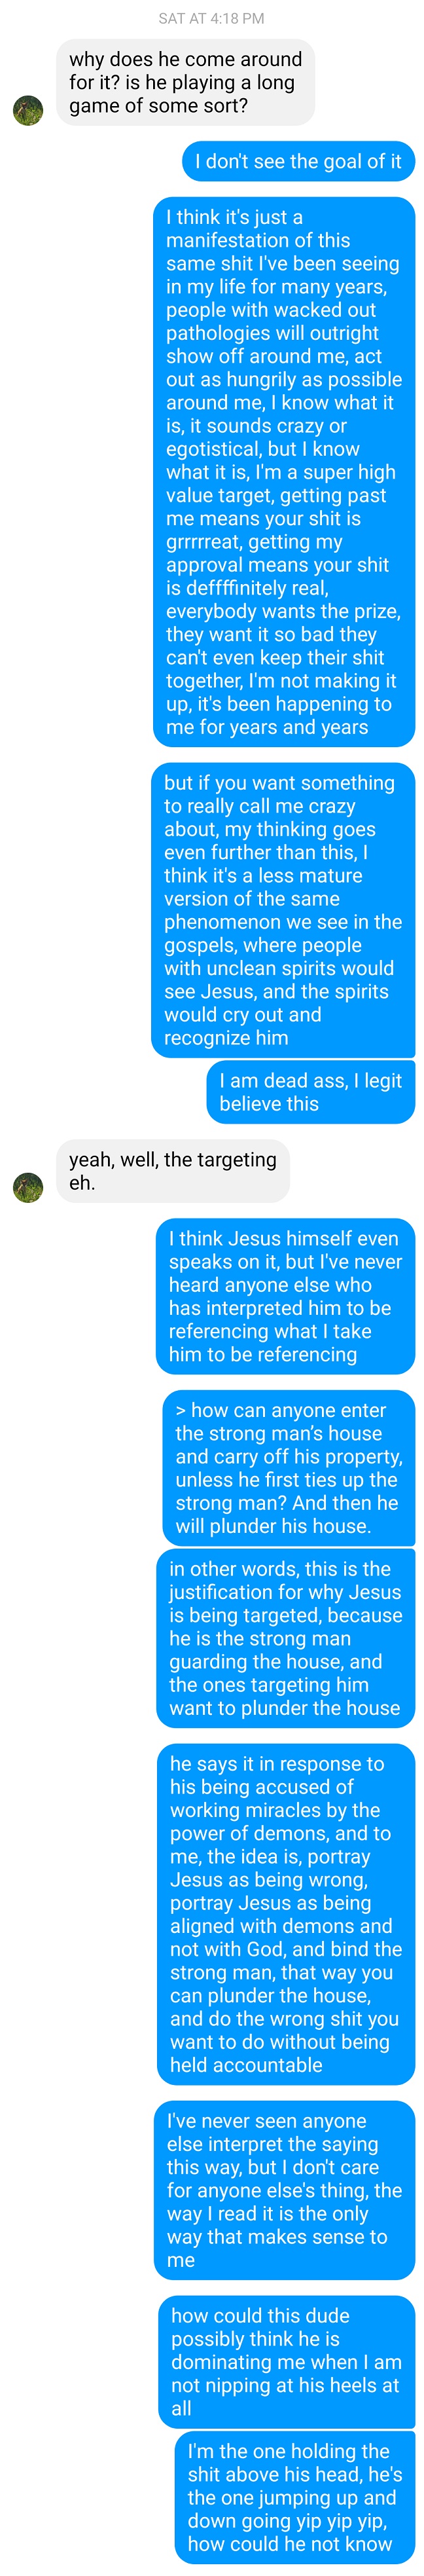 SAT AT 4:18 PM
why does he come around
for it? is he playing a long
game of some sort?
I don't see the goal of it
I think it's just a
manifestation of this
same shit I've been seeing
in my life for many years,
people with wacked out
pathologies will outright
show off around me, act
out as hungrily as possible
around me, I know what it
is, it sounds crazy or
egotistical, but I know
what it is, I'm a super high
value target, getting past
me means your shit is
grrrrreat, getting my
approval means your shit
is deffffinitely real,
everybody wants the prize,
they want it so bad they
can't even keep their shit
together, I'm not making it
up, it's been happening to
me for years and years
but if you want something
to really call me crazy
about, my thinking goes
even further than this, I
think it's a less mature
version of the same
phenomenon we see in the
gospels, where people
with unclean spirits would
see Jesus, and the spirits
would cry out and
recognize him
I am dead ass, I legit
believe this
yeah, well, the targeting
eh.
I think Jesus himself even
speaks on it, but I've never
heard anyone else who
has interpreted him to be
referencing what I take
him to be referencing
> how can anyone enter
the strong man's house
and carry off his property,
unless he first ties up the
strong man? And then he
will plunder his house.
in other words, this is the
justification for why Jesus
is being targeted, because
he is the strong man
guarding the house, and
the ones targeting him
want to plunder the house
he says it in response to
his being accused of
working miracles by the
power of demons, and to
me, the idea is, portray
Jesus as being wrong,
portray Jesus as being
aligned with demons and
not with God, and bind the
strong man, that way you
can plunder the house,
and do the wrong shit you
want to do without being
held accountable
I've never seen anyone
else interpret the saying
this way, but I don't care
for anyone else's thing, the
way I read it is the only
way that makes sense to
me
how could this dude
possibly think he is
dominating me when I am
not nipping at his heels at
all
I'm the one holding the
shit above his head, he's
the one jumping up and
down going yip yip yip,
how could he not know